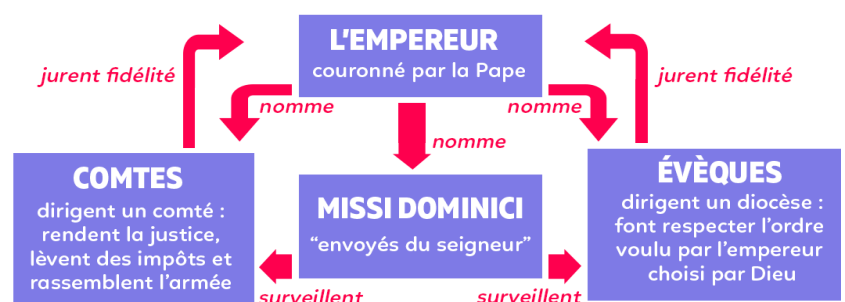 L'EMPEREUR
couronné par la Pape
jurent fidélité
jurent fidélité
nomme
nomme
nomme
COMTES
dirigent un comté :
rendent la justice,
lèvent des impôts et
rassemblent l'armée
MISSI DOMINICI
“envoyés du seigneur”
ÉVÈQUES
dirigent un diocèse :
font respecter l'ordre
voulu par l'empereur
choisi par Dieu
surveillent
surveillent